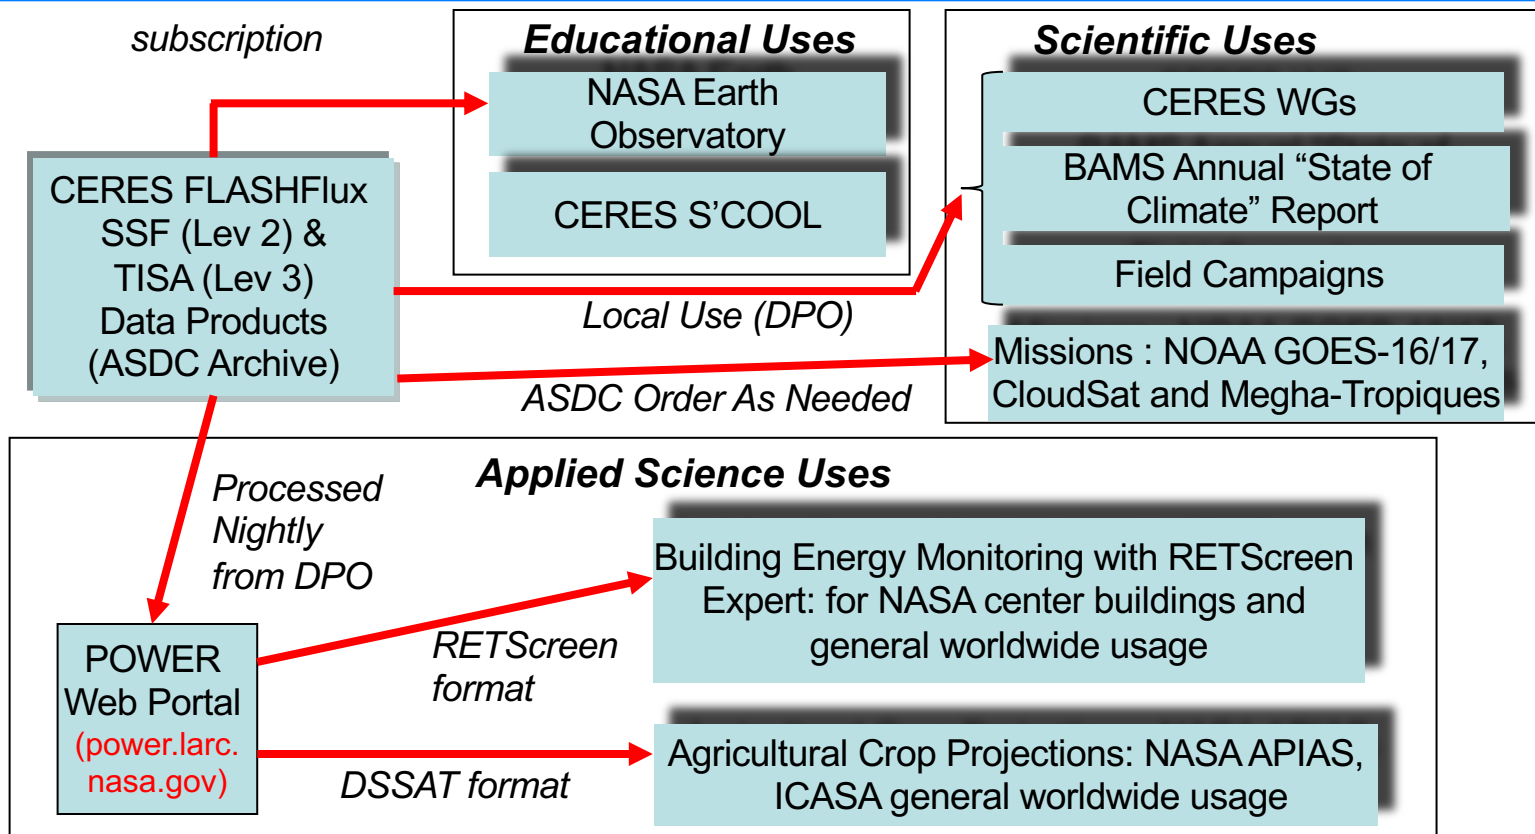 subscription
Educational Uses
NASA Earth
Observatory
CERES S’COOL
Scientific Uses
CERES WGs
BAMS Annual “State of
Climate” Report
Field Campaigns
Missions : NOAA GOES-16/17,
CloudSat and Megha-Tropiques
CERES FLASHFlux
SSF (Lev 2) &
TISA (Lev 3)
Data Products
(ASDC Archive)
Local Use (DPO)
ASDC Order As Needed
Processed
Nightly
from DPO
Applied Science Uses
POWER
Web Portal
(power.larc.
nasa.gov)
RETScreen
format
Building Energy Monitoring with RETScreen
Expert: for NASA center buildings and
general worldwide usage
DSSAT format
Agricultural Crop Projections: NASA APIAS,
ICASA general worldwide usage